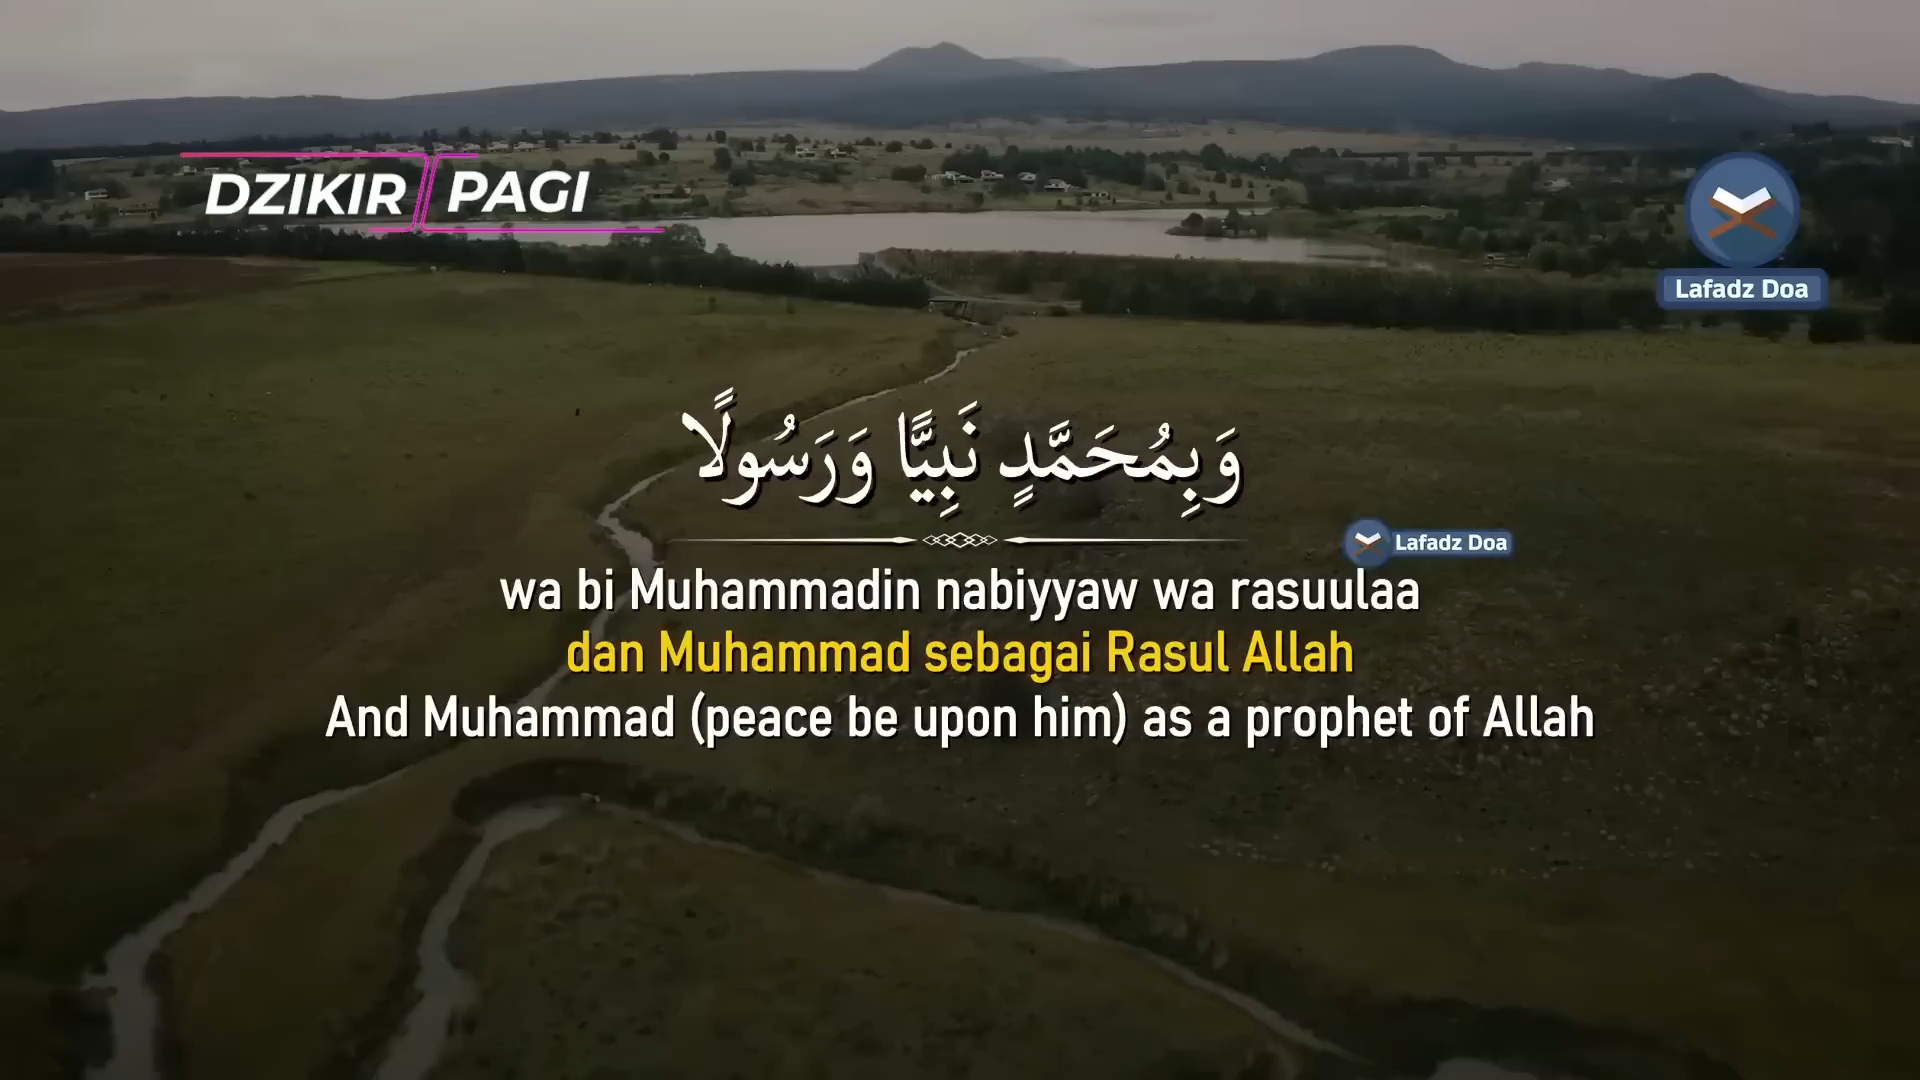 DZIKIR PAGI
Lafadz Doa
وَبِمُحَمَّدٍ نَبِيًّا وَرَسُولًا
Lafadz Doa
wa bi Muhammadin nabiyyaw wa rasuulaa
dan Muhammad sebagai Rasul Allah
And Muhammad (peace be upon him) as a prophet of Allah